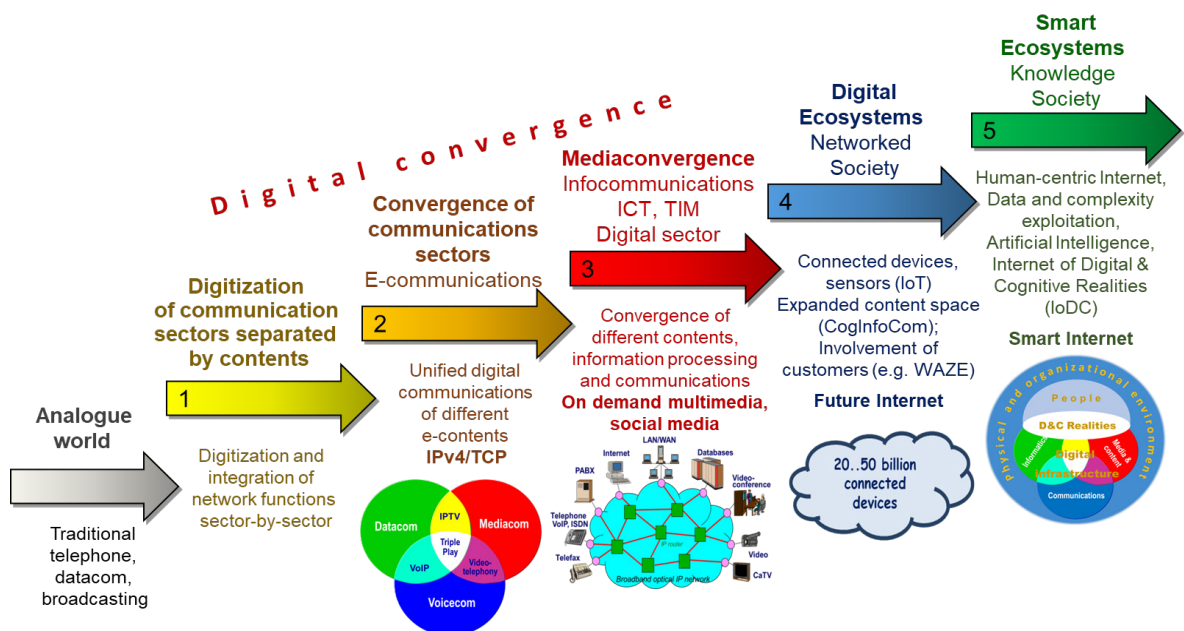 Digital convergence
Analogue
world
Traditional
telephone,
datacom,
broadcasting
Digitization
of communication
sectors separated
by contents
1
Digitization and
integration of
network functions
sector-by-sector
Convergence of
communications
sectors
E-communications
2
Unified digital
communications
of different
e-contents
IPv4/TCP
Datacom
IPTV
Mediacom
Triple
Play
VoIP
Video-
telephony
Voicecom
Mediaconvergence
Infocommunications
ICT, TIM
Digital sector
3
Convergence of
different contents,
information processing
and communications
On demand multimedia,
social media
LAN/WAN
Internet
Databases
PABX
Video-
conference
Telephone
VoIP, ISDN
IP router
Telefax
Video
CaTV
Broadband optical IP network
Digital
Ecosystems
Networked
Society
4
Connected devices,
sensors (IoT)
Expanded content space
(CogInfoCom);
Involvement of
customers (e.g. WAZE)
Future Internet
20..50 billion
connected
devices
Smart
Ecosystems
Knowledge
Society
5
Human-centric Internet,
Data and complexity
exploitation,
Artificial Intelligence,
Internet of Digital &
Cognitive Realities
(IoDC)
Smart Internet
Physical and organizational environment
People
D&C Realities
Information
Media &
content
Digital
Infrastructure
Communications